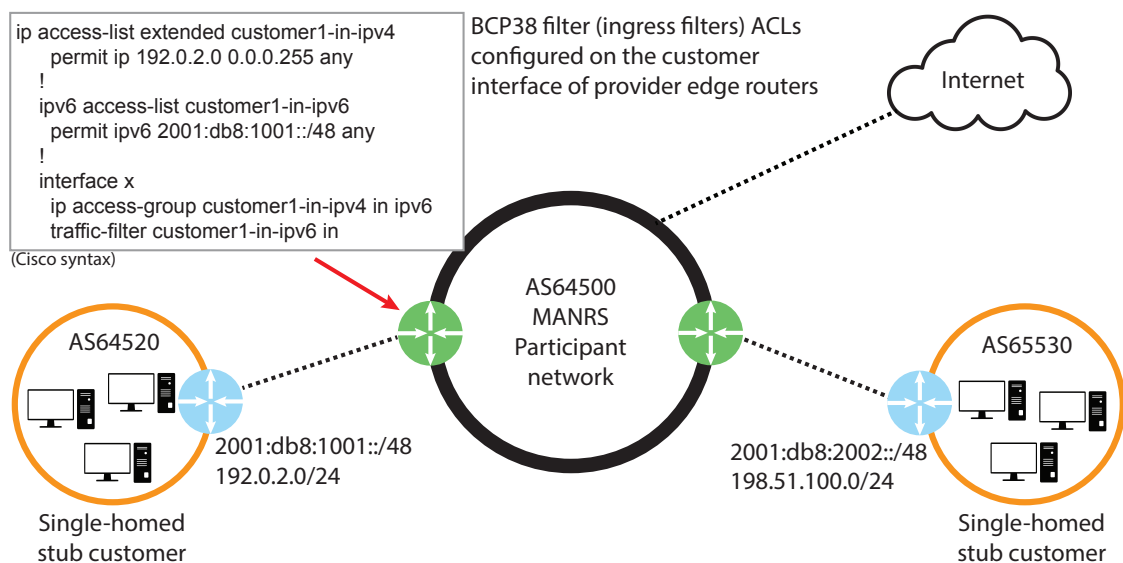 ip access-list extended customer1-in-ipv4
permit ip 192.0.2.0 0.0.0.255 any
!
ipv6 access-list customer1-in-ipv6
permit ipv6 2001:db8:1001::/48 any
!
interface x
ip access-group customer1-in-ipv4 in ipv6
traffic-filter customer1-in-ipv6 in
(Cisco syntax)
BCP38 filter (ingress filters) ACLs
configured on the customer
interface of provider edge routers
Internet
AS64500
MANRS
Participant
network
AS64520
2001:db8:1001::/48
192.0.2.0/24
Single-homed
stub customer
AS65530
2001:db8:2002::/48
198.51.100.0/24
Single-homed
stub customer